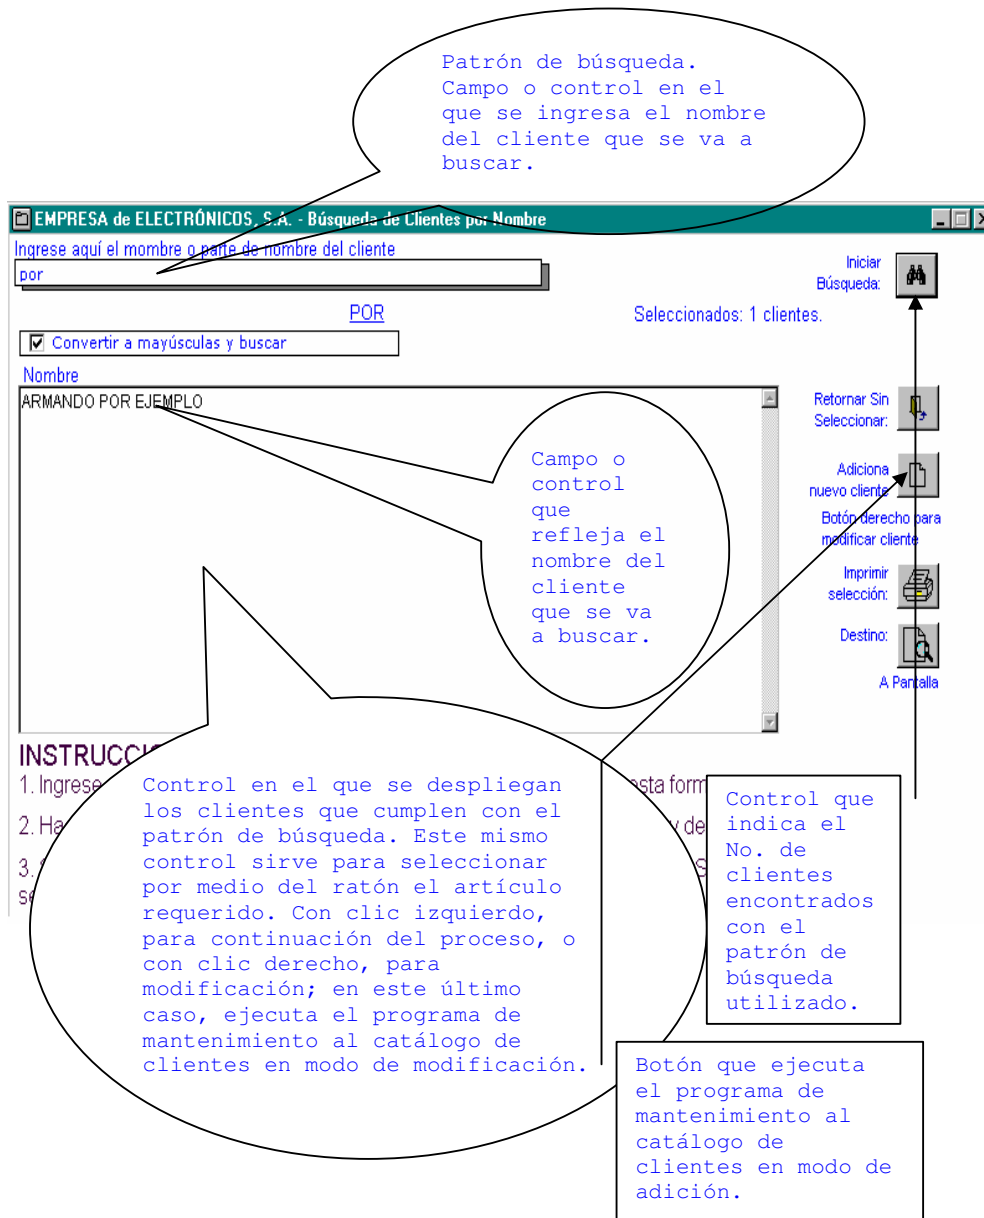 Patrón de búsqueda.
Campo o control en el
que se ingresa el nombre
del cliente que se va a
buscar.
EMPRESA de ELECTRÓNICOS, S.A. - Búsqueda de Clientes por Nombre
Ingrese aquí el mombre o parte de nombre del cliente
por
Iniciar
Búsqueda:
POR
Seleccionados: 1 clientes.
Convertir a mayúsculas y buscar
Nombre
ARMANDO POR EJEMPLO
Retornar Sin
Seleccionar:
Campo o
control
que
refleja el
nombre del
cliente
que se va
a buscar.
Adiciona
nuevo cliente
Botón derecho para
modificar cliente
Imprimir
selección:
Destino:
A Pantalla
1. Ingrese
2.
3.
Control en el que se despliegan
los clientes que cumplen con el
patrón de búsqueda. Este mismo
control sirve para seleccionar
por medio del ratón el artículo
requerido. Con clic izquierdo,
para continuación del proceso, o
con clic derecho, para
modificación; en este último
caso, ejecuta el programa de
mantenimiento al catálogo de
clientes en modo de modificación.
Control que
indica el
No. de
clientes
encontrados
con el
patrón de
búsqueda
utilizado.
Botón que ejecuta
el programa de
mantenimiento al
catálogo de
clientes en modo de
adición.